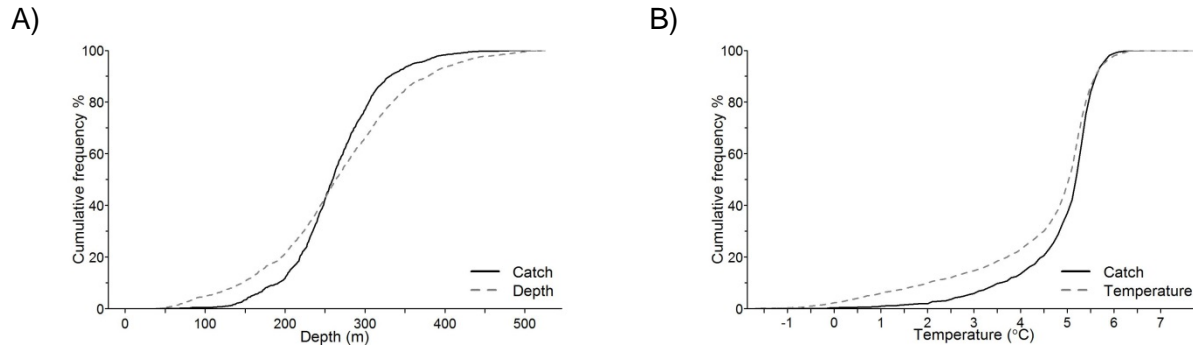 A)
B)
100
80
60
40
20
0
Cumulative frequency %
0 100 200 300 400 500
Depth (m)
Catch
Depth
100
80
60
40
20
0
Cumulative frequency %
-1 0 1 2 3 4 5 6 7
Temperature (°C)
Catch
Temperature